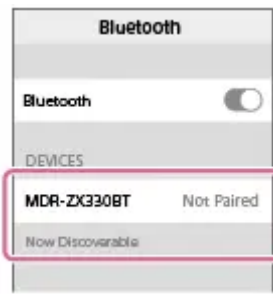 Bluetooth
Bluetooth
DEVICES
MDR-ZX330BT Not Paired
Now Discoverable